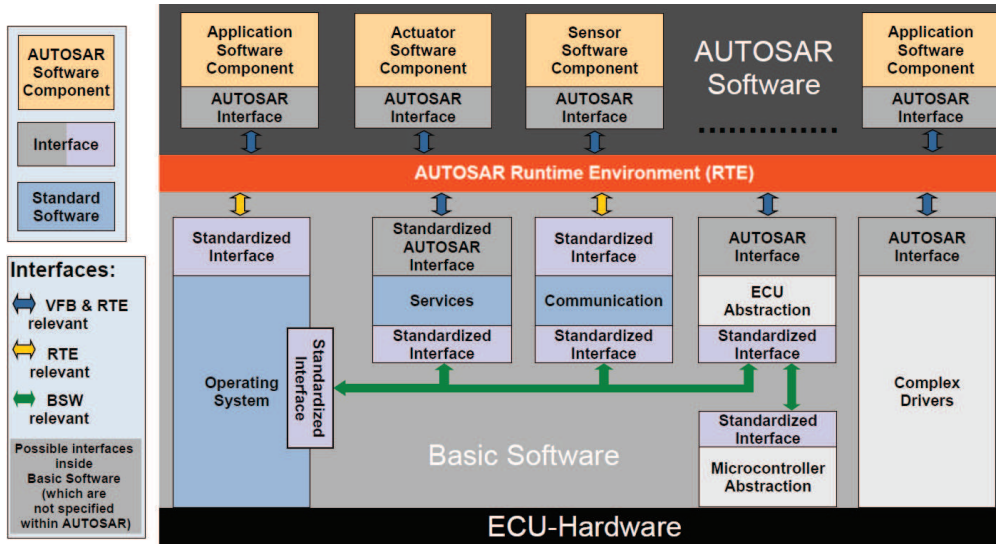 AUTOSAR
Software
Component
Interface
Standard
Software
Interfaces:
VFB & RTE
relevant
RTE
relevant
BSW
relevant
Possible interfaces
inside
Basic Software
(which are
not specified
within AUTOSAR)
Application
Software
Component
AUTOSAR
Interface
Actuator
Software
Component
AUTOSAR
Interface
Sensor
Software
Component
AUTOSAR
Interface
AUTOSAR
Software
Application
Software
Component
AUTOSAR
Interface
AUTOSAR Runtime Environment (RTE)
Standardized
Interface
Operating
System
Standardized
Interface
Standardized
AUTOSAR
Interface
Services
Standardized
Interface
Standardized
Interface
Communication
Standardized
Interface
AUTOSAR
Interface
ECU
Abstraction
Standardized
Interface
Standardized
Interface
Microcontroller
Abstraction
AUTOSAR
Interface
Complex
Drivers
Basic Software
ECU-Hardware